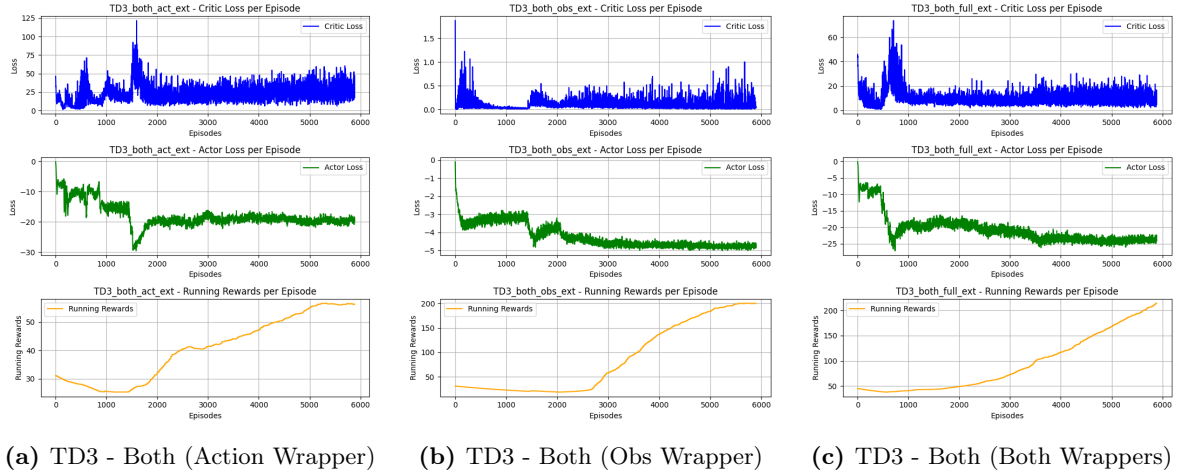 TD3_both_act_ext - Critic Loss per Episode
125
100
75
50
25
0
Loss
Critic Loss
0 1000 2000 3000 4000 5000 6000
Episodes
TD3_both_act_ext - Actor Loss per Episode
0
−10
−20
−30
Loss
Actor Loss
0 1000 2000 3000 4000 5000 6000
Episodes
TD3_both_act_ext - Running Rewards per Episode
50
40
30
Running Rewards
Running Rewards
0 1000 2000 3000 4000 5000 6000
Episodes
(a) TD3 - Both (Action Wrapper)
TD3_both_obs_ext - Critic Loss per Episode
1.5
1.0
0.5
0.0
Loss
Critic Loss
0 1000 2000 3000 4000 5000 6000
Episodes
TD3_both_obs_ext - Actor Loss per Episode
0
−1
−2
−3
−4
−5
Loss
Actor Loss
0 1000 2000 3000 4000 5000 6000
Episodes
TD3_both_obs_ext - Running Rewards per Episode
200
150
100
50
Running Rewards
Running Rewards
0 1000 2000 3000 4000 5000 6000
Episodes
(b) TD3 - Both (Obs Wrapper)
TD3_both_full_ext - Critic Loss per Episode
60
40
20
0
Loss
Critic Loss
0 1000 2000 3000 4000 5000 6000
Episodes
TD3_both_full_ext - Actor Loss per Episode
0
−5
−10
−15
−20
−25
Loss
Actor Loss
0 1000 2000 3000 4000 5000 6000
Episodes
TD3_both_full_ext - Running Rewards per Episode
200
150
100
50
Running Rewards
Running Rewards
0 1000 2000 3000 4000 5000 6000
Episodes
(c) TD3 - Both (Both Wrappers)